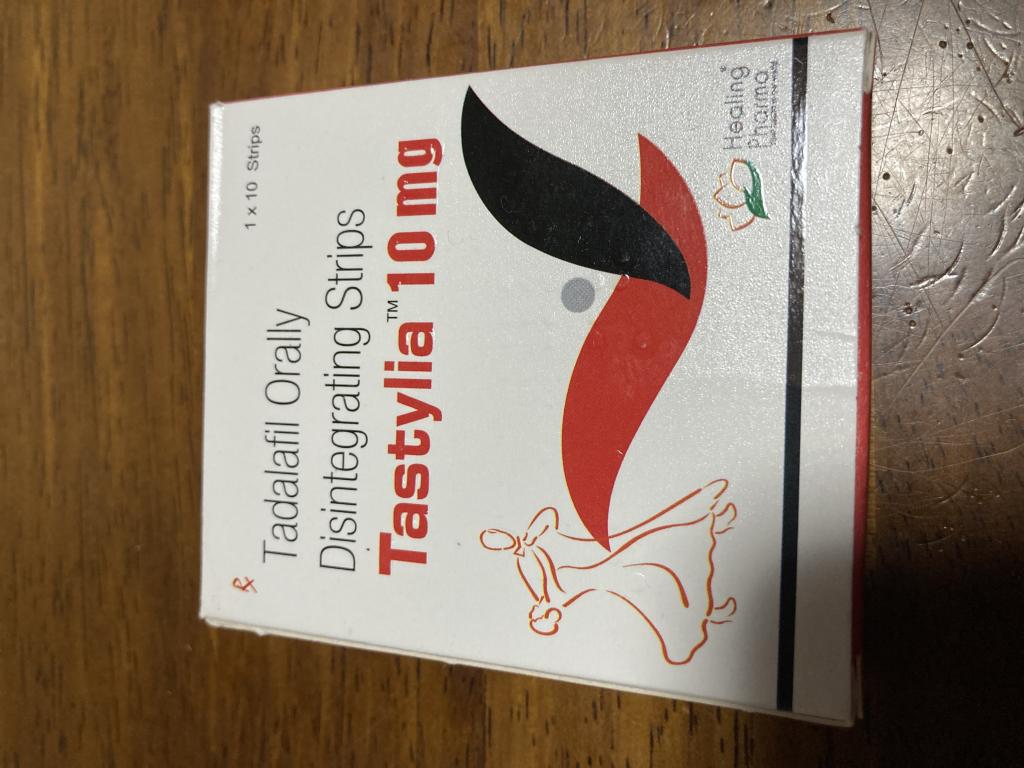 ℞
1 x 10 Strips
Tadalafil Orally
Disintegrating Strips
Tastylia™ 10 mg
Healing
Pharma